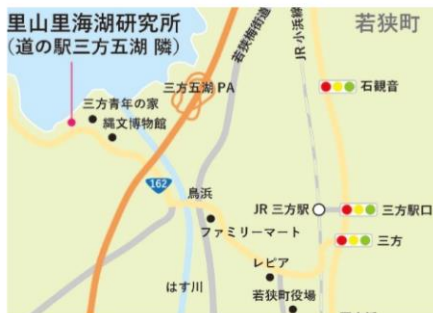 里山里海湖研究所
(道の駅三方五湖 隣)
若狭町
若狭梅街道
JR 小浜線
三方五湖 PA
石観音
三方青年の家
縄文博物館
162
鳥浜
JR 三方駅
三方駅口
ファミリーマート
三方
レピア
はす川
若狭町役場